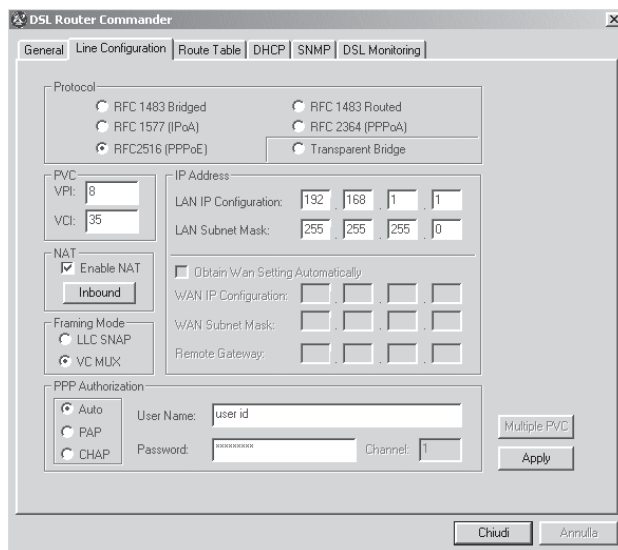 DSL Router Commander
General Line Configuration Route Table DHCP SNMP DSL Monitoring
Protocol
RFC 1483 Bridged RFC 1483 Routed
RFC 1577 (IPoA) RFC 2364 (PPPoA)
RFC2516 (PPPoE) Transparent Bridge
PVC
VPI: 8
VCI: 35
IP Address
LAN IP Configuration: 192 . 168 . 1 . 1
LAN Subnet Mask: 255 . 255 . 255 . 0
NAT
Enable NAT
Inbound
Obtain Wan Setting Automatically
WAN IP Configuration: . . .
WAN Subnet Mask: . . .
Remote Gateway: . . .
Framing Mode
LLC SNAP
VC MUX
PPP Authorization
Auto
PAP
CHAP
User Name: user id
Password: ********* Channel: 1
Multiple PVC
Apply
Chiudi Annulla